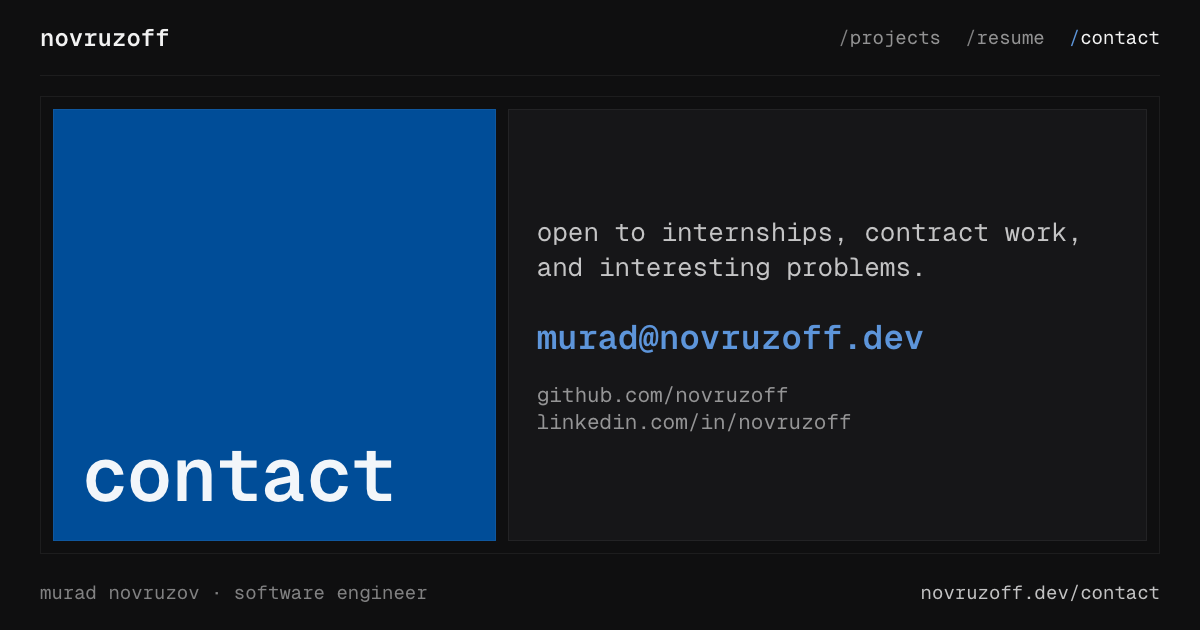 novruzoff
/projects /resume /contact
contact
open to internships, contract work,
and interesting problems.
murad@novruzoff.dev
github.com/novruzoff
linkedin.com/in/novruzoff
murad novruzov · software engineer
novruzoff.dev/contact